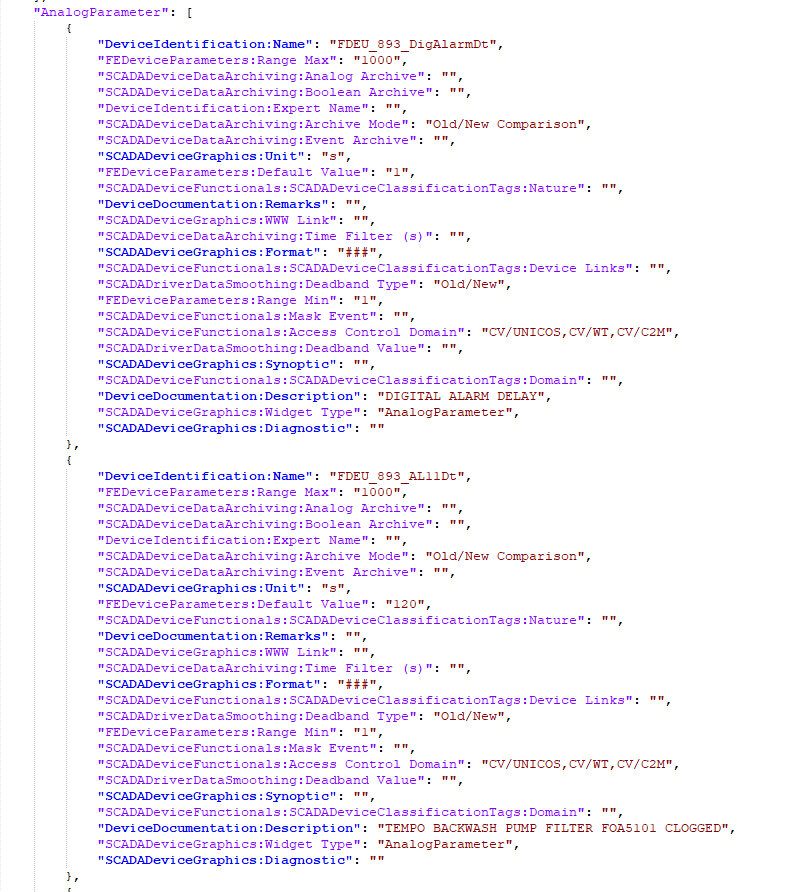 "AnalogParameter": [
{
"DeviceIdentification:Name": "FDEU_893_DigAlarmDt",
"FEDeviceParameters:Range Max": "1000",
"SCADADeviceDataArchiving:Analog Archive": "",
"SCADADeviceDataArchiving:Boolean Archive": "",
"DeviceIdentification:Expert Name": "",
"SCADADeviceDataArchiving:Archive Mode": "Old/New Comparison",
"SCADADeviceDataArchiving:Event Archive": "",
"SCADADeviceGraphics:Unit": "s",
"FEDeviceParameters:Default Value": "1",
"SCADADeviceFunctionals:SCADADeviceClassificationTags:Nature": "",
"DeviceDocumentation:Remarks": "",
"SCADADeviceGraphics:WWW Link": "",
"SCADADeviceDataArchiving:Time Filter (s)": "",
"SCADADeviceGraphics:Format": "###",
"SCADADeviceFunctionals:SCADADeviceClassificationTags:Device Links": "",
"SCADADriverDataSmoothing:Deadband Type": "Old/New",
"FEDeviceParameters:Range Min": "1",
"SCADADeviceFunctionals:Mask Event": "",
"SCADADeviceFunctionals:Access Control Domain": "CV/UNICOS,CV/WT,CV/C2M",
"SCADADriverDataSmoothing:Deadband Value": "",
"SCADADeviceGraphics:Synoptic": "",
"SCADADeviceFunctionals:SCADADeviceClassificationTags:Domain": "",
"DeviceDocumentation:Description": "DIGITAL ALARM DELAY",
"SCADADeviceGraphics:Widget Type": "AnalogParameter",
"SCADADeviceGraphics:Diagnostic": ""
},
{
"DeviceIdentification:Name": "FDEU_893_AL11Dt",
"FEDeviceParameters:Range Max": "1000",
"SCADADeviceDataArchiving:Analog Archive": "",
"SCADADeviceDataArchiving:Boolean Archive": "",
"DeviceIdentification:Expert Name": "",
"SCADADeviceDataArchiving:Archive Mode": "Old/New Comparison",
"SCADADeviceDataArchiving:Event Archive": "",
"SCADADeviceGraphics:Unit": "s",
"FEDeviceParameters:Default Value": "120",
"SCADADeviceFunctionals:SCADADeviceClassificationTags:Nature": "",
"DeviceDocumentation:Remarks": "",
"SCADADeviceGraphics:WWW Link": "",
"SCADADeviceDataArchiving:Time Filter (s)": "",
"SCADADeviceGraphics:Format": "###",
"SCADADeviceFunctionals:SCADADeviceClassificationTags:Device Links": "",
"SCADADriverDataSmoothing:Deadband Type": "Old/New",
"FEDeviceParameters:Range Min": "1",
"SCADADeviceFunctionals:Mask Event": "",
"SCADADeviceFunctionals:Access Control Domain": "CV/UNICOS,CV/WT,CV/C2M",
"SCADADriverDataSmoothing:Deadband Value": "",
"SCADADeviceGraphics:Synoptic": "",
"SCADADeviceFunctionals:SCADADeviceClassificationTags:Domain": "",
"DeviceDocumentation:Description": "TEMPO BACKWASH PUMP FILTER FOA5101 CLOGGED",
"SCADADeviceGraphics:Widget Type": "AnalogParameter",
"SCADADeviceGraphics:Diagnostic": ""
},